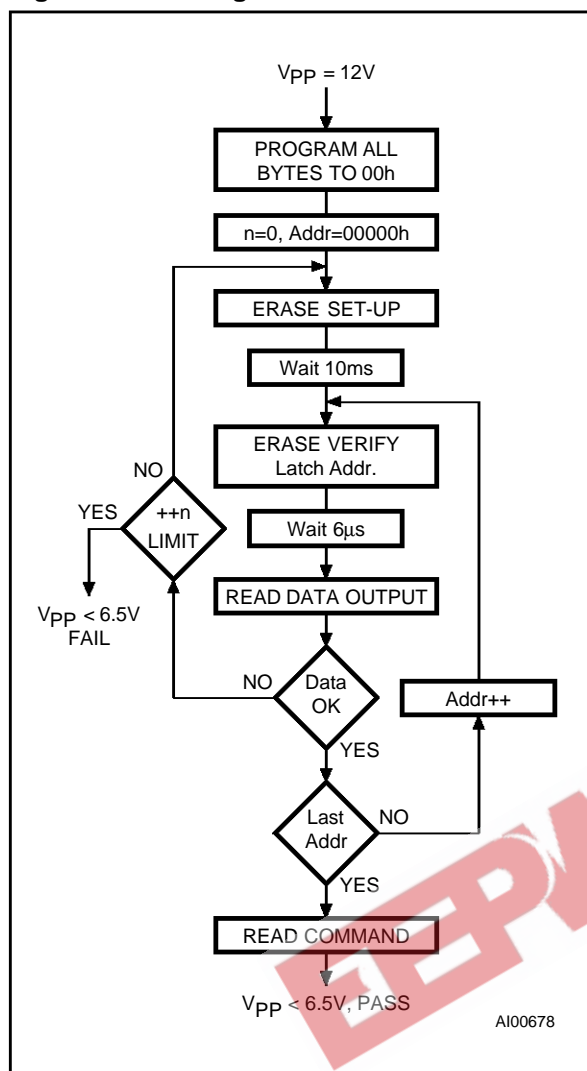 VPP = 12V
PROGRAM ALL
BYTES TO 00h
n=0, Addr=00000h
ERASE SET-UP
Wait 10ms
ERASE VERIFY
Latch Addr.
NO
YES
++n
LIMIT
Wait 6µs
VPP < 6.5V
FAIL
READ DATA OUTPUT
NO
Data
OK
YES
Addr++
Last
Addr
NO
YES
READ COMMAND
VPP < 6.5V, PASS
AI00678